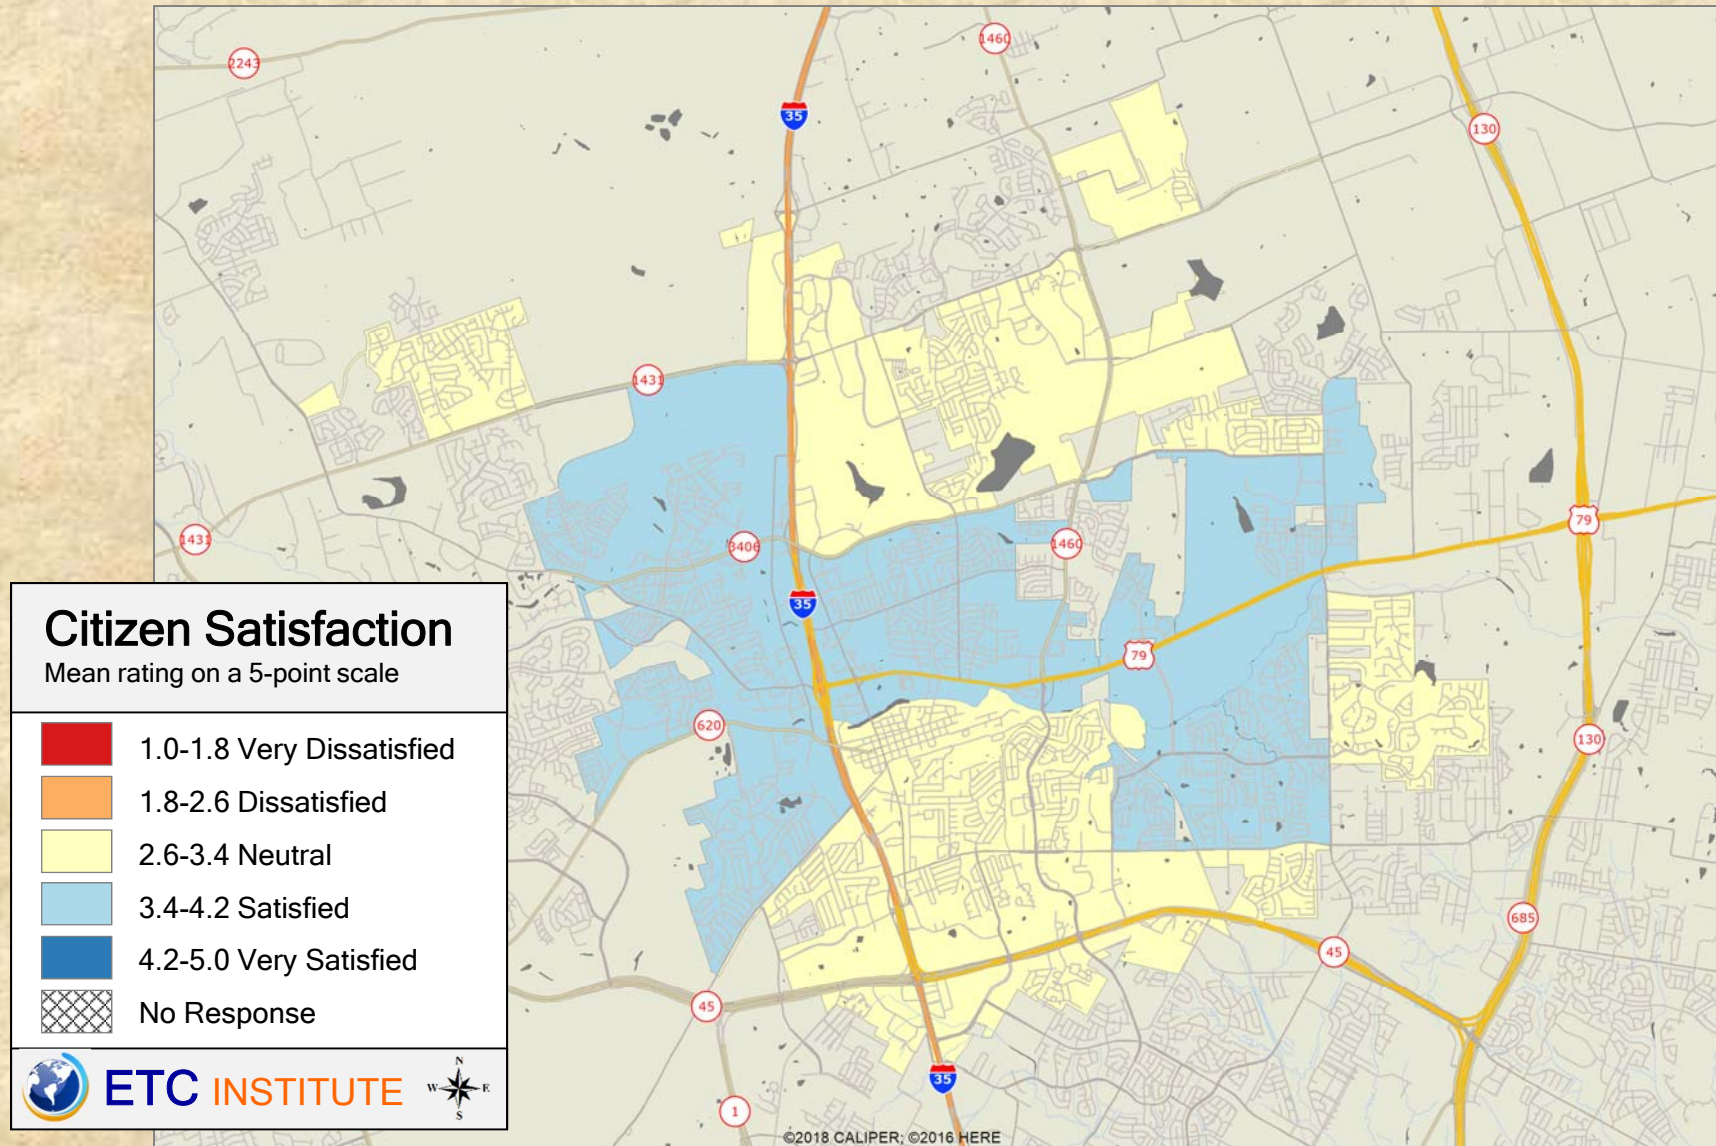 2243
1460
35
130
1431
1431
3406
1460
79
35
79
620
130
685
45
45
35
1
Citizen Satisfaction
Mean rating on a 5-point scale
1.0-1.8 Very Dissatisfied
1.8-2.6 Dissatisfied
2.6-3.4 Neutral
3.4-4.2 Satisfied
4.2-5.0 Very Satisfied
No Response
ETC INSTITUTE
N
W E
S
©2018 CALIPER; ©2016 HERE